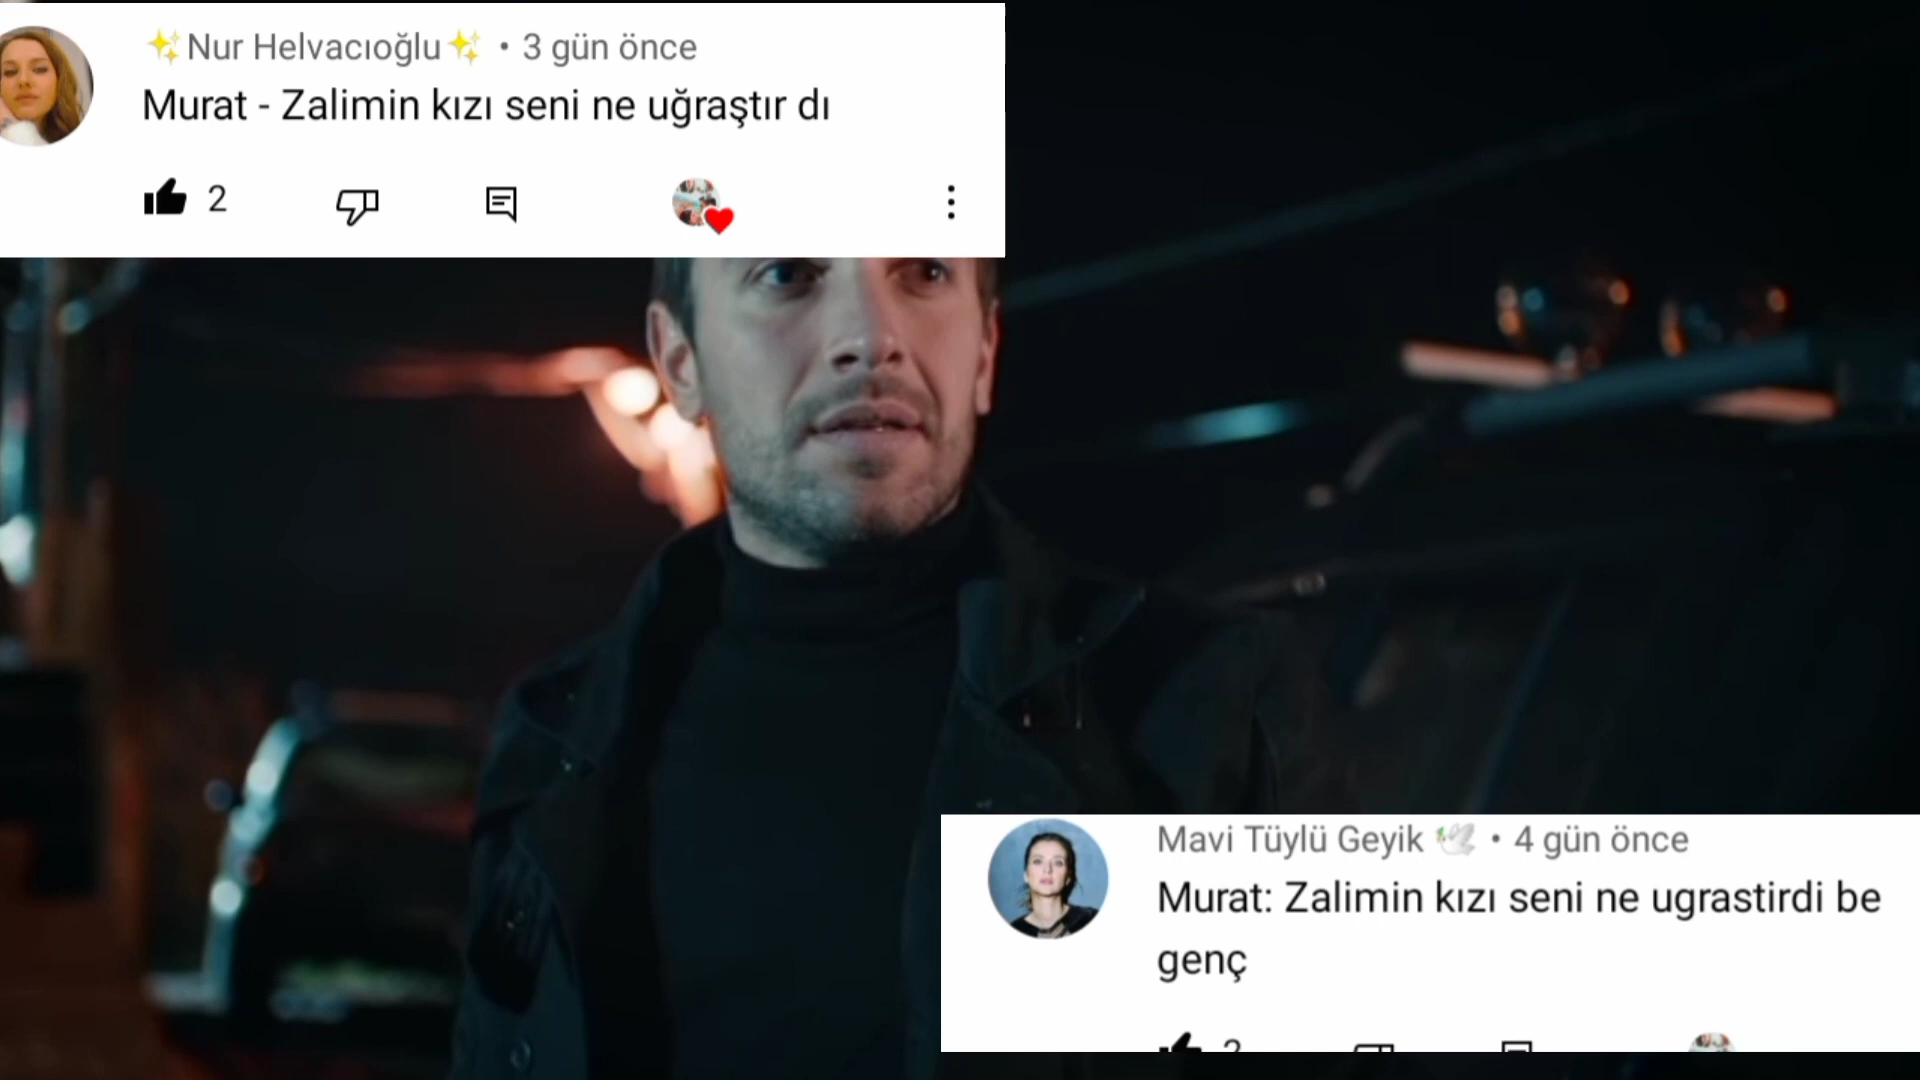 ✨Nur Helvacıoğlu✨ • 3 gün önce
Murat - Zalimin kızı seni ne uğraştır dı
2
Mavi Tüylü Geyik 🕊 • 4 gün önce
Murat: Zalimin kızı seni ne ugrastirdi be
genç
2